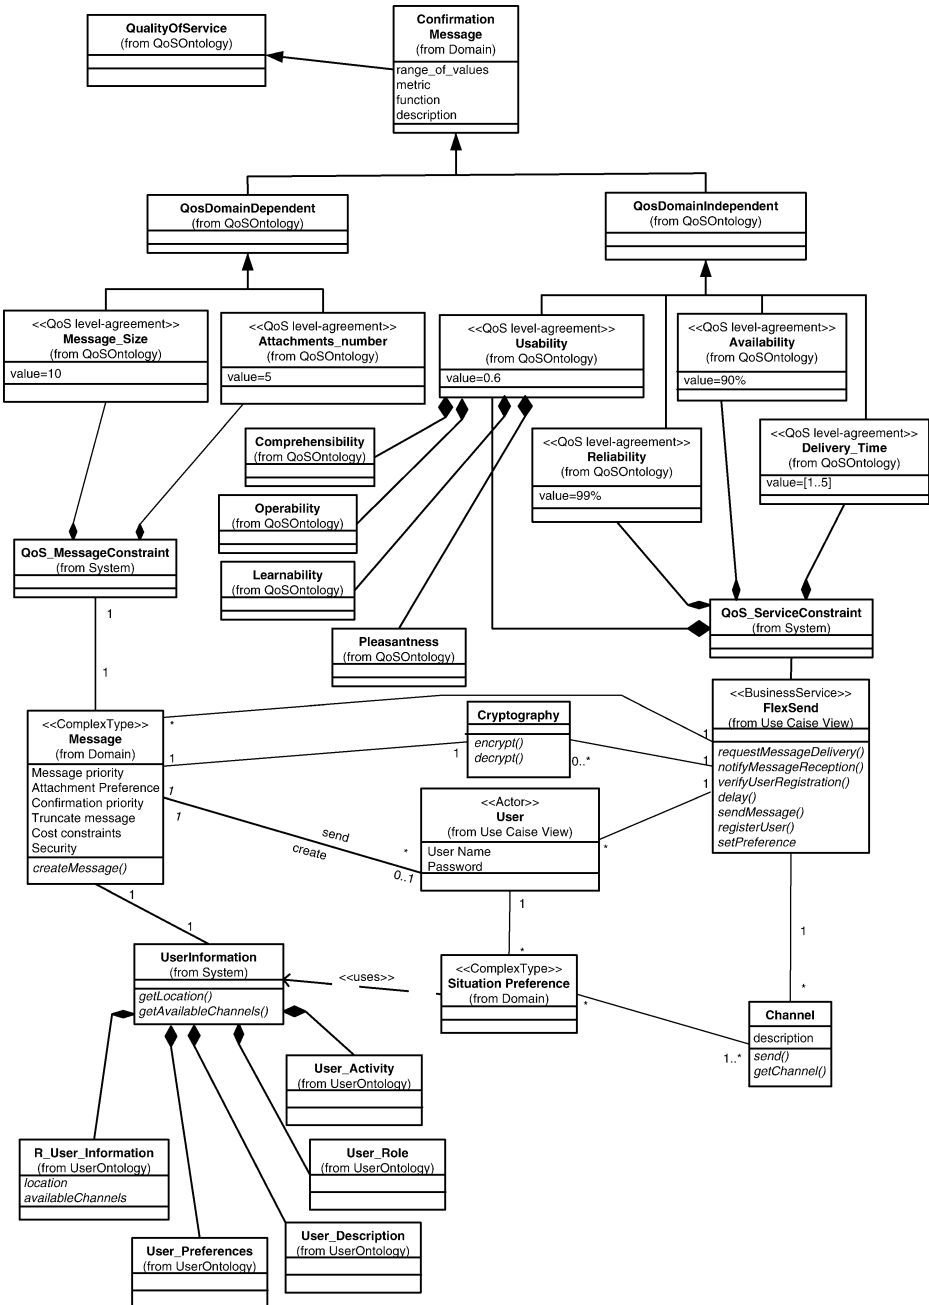 QualityOfService
(from QoSOntology)
Confirmation
Message
(from Domain)
range_of_values
metric
function
description
QosDomainDependent
(from QoSOntology)
QosDomainIndependent
(from QoSOntology)
<<QoS level-agreement>>
Message_Size
(from QoSOntology)
value=10
<<QoS level-agreement>>
Attachments_number
(from QoSOntology)
value=5
<<QoS level-agreement>>
Usability
(from QoSOntology)
value=0.6
<<QoS level-agreement>>
Availability
(from QoSOntology)
value=90%
<<QoS level-agreement>>
Reliability
(from QoSOntology)
value=99%
<<QoS level-agreement>>
Delivery_Time
(from QoSOntology)
value=[1..5]
Comprehensibility
(from QoSOntology)
Operability
(from QoSOntology)
Learnability
(from QoSOntology)
Pleasantness
(from QoSOntology)
QoS_MessageConstraint
(from System)
1
1
QoS_ServiceConstraint
(from System)
<<ComplexType>>
Message
(from Domain)
Message priority
Attachment Preference
Confirmation priority
Truncate message
Cost constraints
Security
createMessage()
*
1
1
1
Cryptography
encrypt()
decrypt()
1
0..*
<<BusinessService>>
FlexSend
(from Use Caise View)
requestMessageDelivery()
notifyMessageReception()
verifyUserRegistration()
delay()
sendMessage()
registerUser()
setPreference
1
1
1
<<Actor>>
User
(from Use Caise View)
User Name
Password
send
create
*
0..1
*
1
*
1
1
UserInformation
(from System)
getLocation()
getAvailableChannels()
<<uses>>
<<ComplexType>>
Situation Preference
(from Domain)
*
1..*
1
*
Channel
description
send()
getChannel()
User_Activity
(from UserOntology)
R_User_Information
(from UserOntology)
location
availableChannels
User_Role
(from UserOntology)
User_Description
(from UserOntology)
User_Preferences
(from UserOntology)